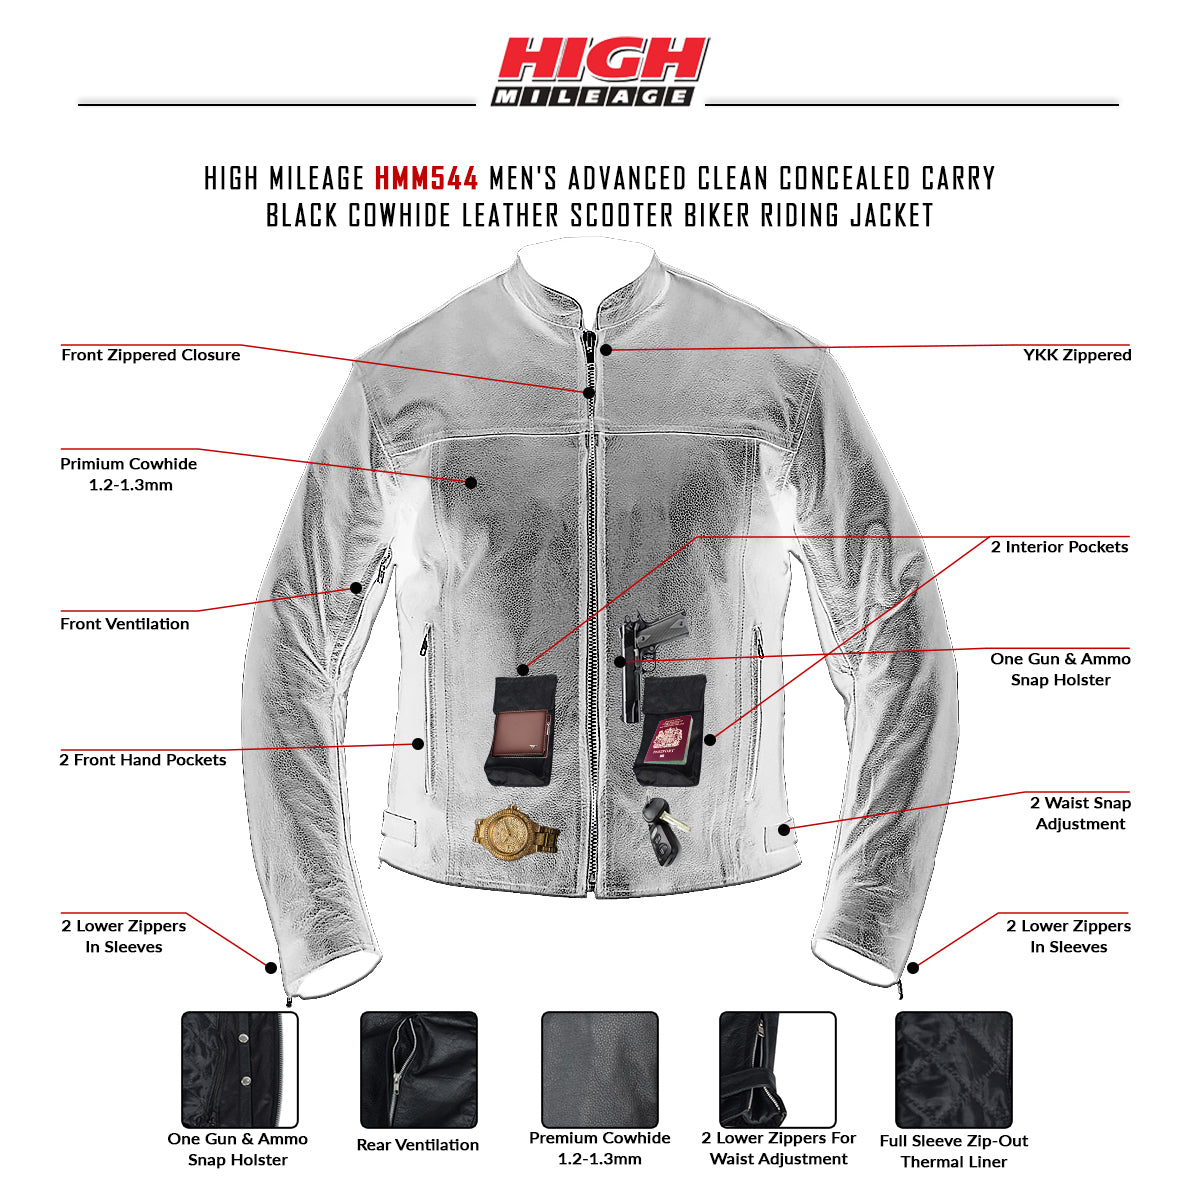 HIGH
MILEAGE
HIGH MILEAGE HMM544 MEN'S ADVANCED CLEAN CONCEALED CARRY
BLACK COWHIDE LEATHER SCOOTER BIKER RIDING JACKET
Front Zippered Closure
YKK Zippered
Primium Cowhide
1.2-1.3mm
2 Interior Pockets
Front Ventilation
One Gun & Ammo
Snap Holster
PASSPORT
2 Front Hand Pockets
2 Waist Snap
Adjustment
2 Lower Zippers
In Sleeves
2 Lower Zippers
In Sleeves
One Gun & Ammo
Snap Holster
Rear Ventilation
Premium Cowhide
1.2-1.3mm
2 Lower Zippers For
Waist Adjustment
Full Sleeve Zip-Out
Thermal Liner